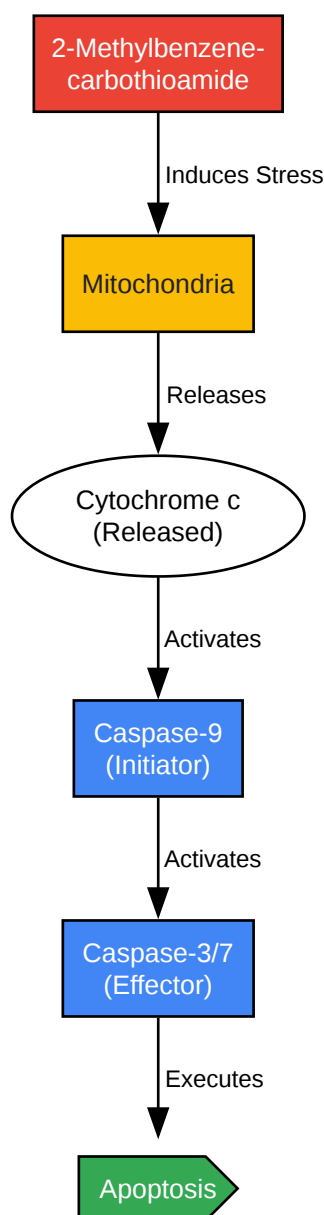 2-Methylbenzene-
carbothioamide
Induces Stress
Mitochondria
Releases
Cytochrome c
(Released)
Activates
Caspase-9
(Initiator)
Activates
Caspase-3/7
(Effector)
Executes
Apoptosis